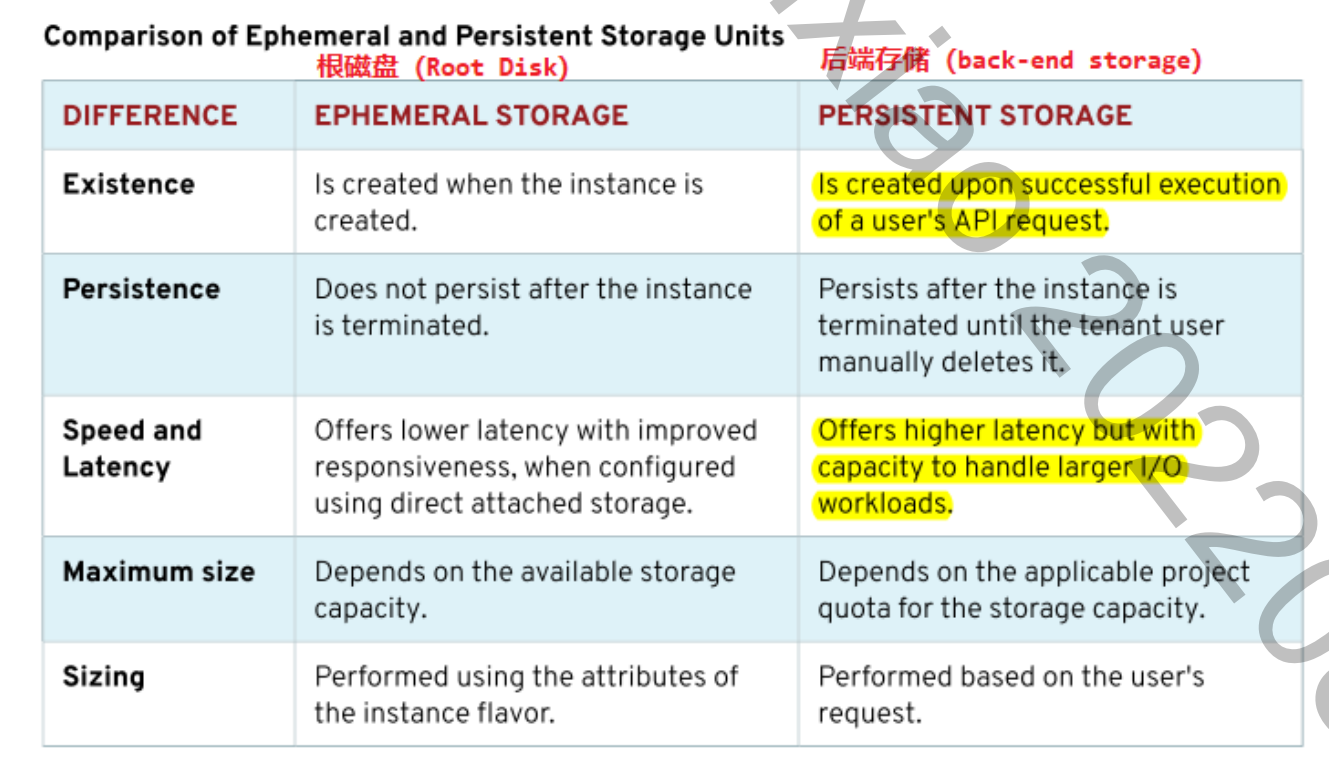 Comparison of Ephemeral and Persistent Storage Units
根磁盘 (Root Disk)
后端存储 (back-end storage)
DIFFERENCE
EPHEMERAL STORAGE
PERSISTENT STORAGE
Existence
Is created when the instance is
created.
Is created upon successful execution
of a user's API request.
Persistence
Does not persist after the instance
is terminated.
Persists after the instance is
terminated until the tenant user
manually deletes it.
Speed and
Latency
Offers lower latency with improved
responsiveness, when configured
using direct attached storage.
Offers higher latency but with
capacity to handle larger I/O
workloads.
Maximum size
Depends on the available storage
capacity.
Depends on the applicable project
quota for the storage capacity.
Sizing
Performed using the attributes of
the instance flavor.
Performed based on the user's
request.